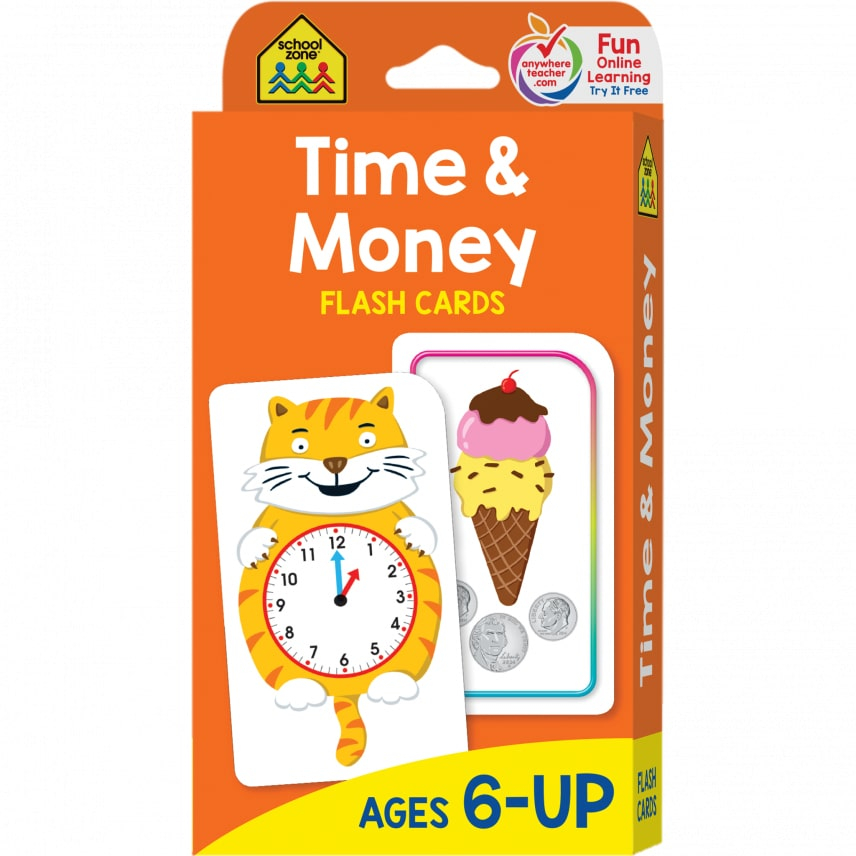 school
zone®
anywhere
teacher
.com
Fun
Online
Learning
Try It Free
Time &
Money
FLASH CARDS
12
1
2
3
4
5
6
7
8
9
10
11
Liberty
AGES 6-UP
school
zone
Time & Money
FLASH
CARDS